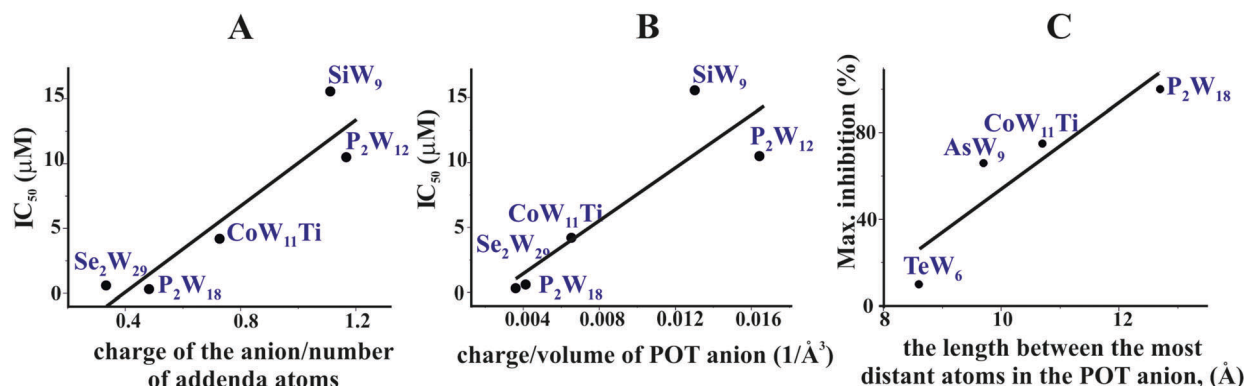 A
IC₅₀ (μM)
15
10
5
0
SiW₉
P₂W₁₂
CoW₁₁Ti
Se₂W₂₉
P₂W₁₈
0.4 0.8 1.2
charge of the anion/number
of addenda atoms
B
IC₅₀ (μM)
15
10
5
0
SiW₉
P₂W₁₂
CoW₁₁Ti
Se₂W₂₉
P₂W₁₈
0.004 0.008 0.012 0.016
charge/volume of POT anion (1/Å³)
C
Max. inhibition (%)
80
40
0
P₂W₁₈
CoW₁₁Ti
AsW₉
TeW₆
8 10 12
the length between the most
distant atoms in the POT anion, (Å)